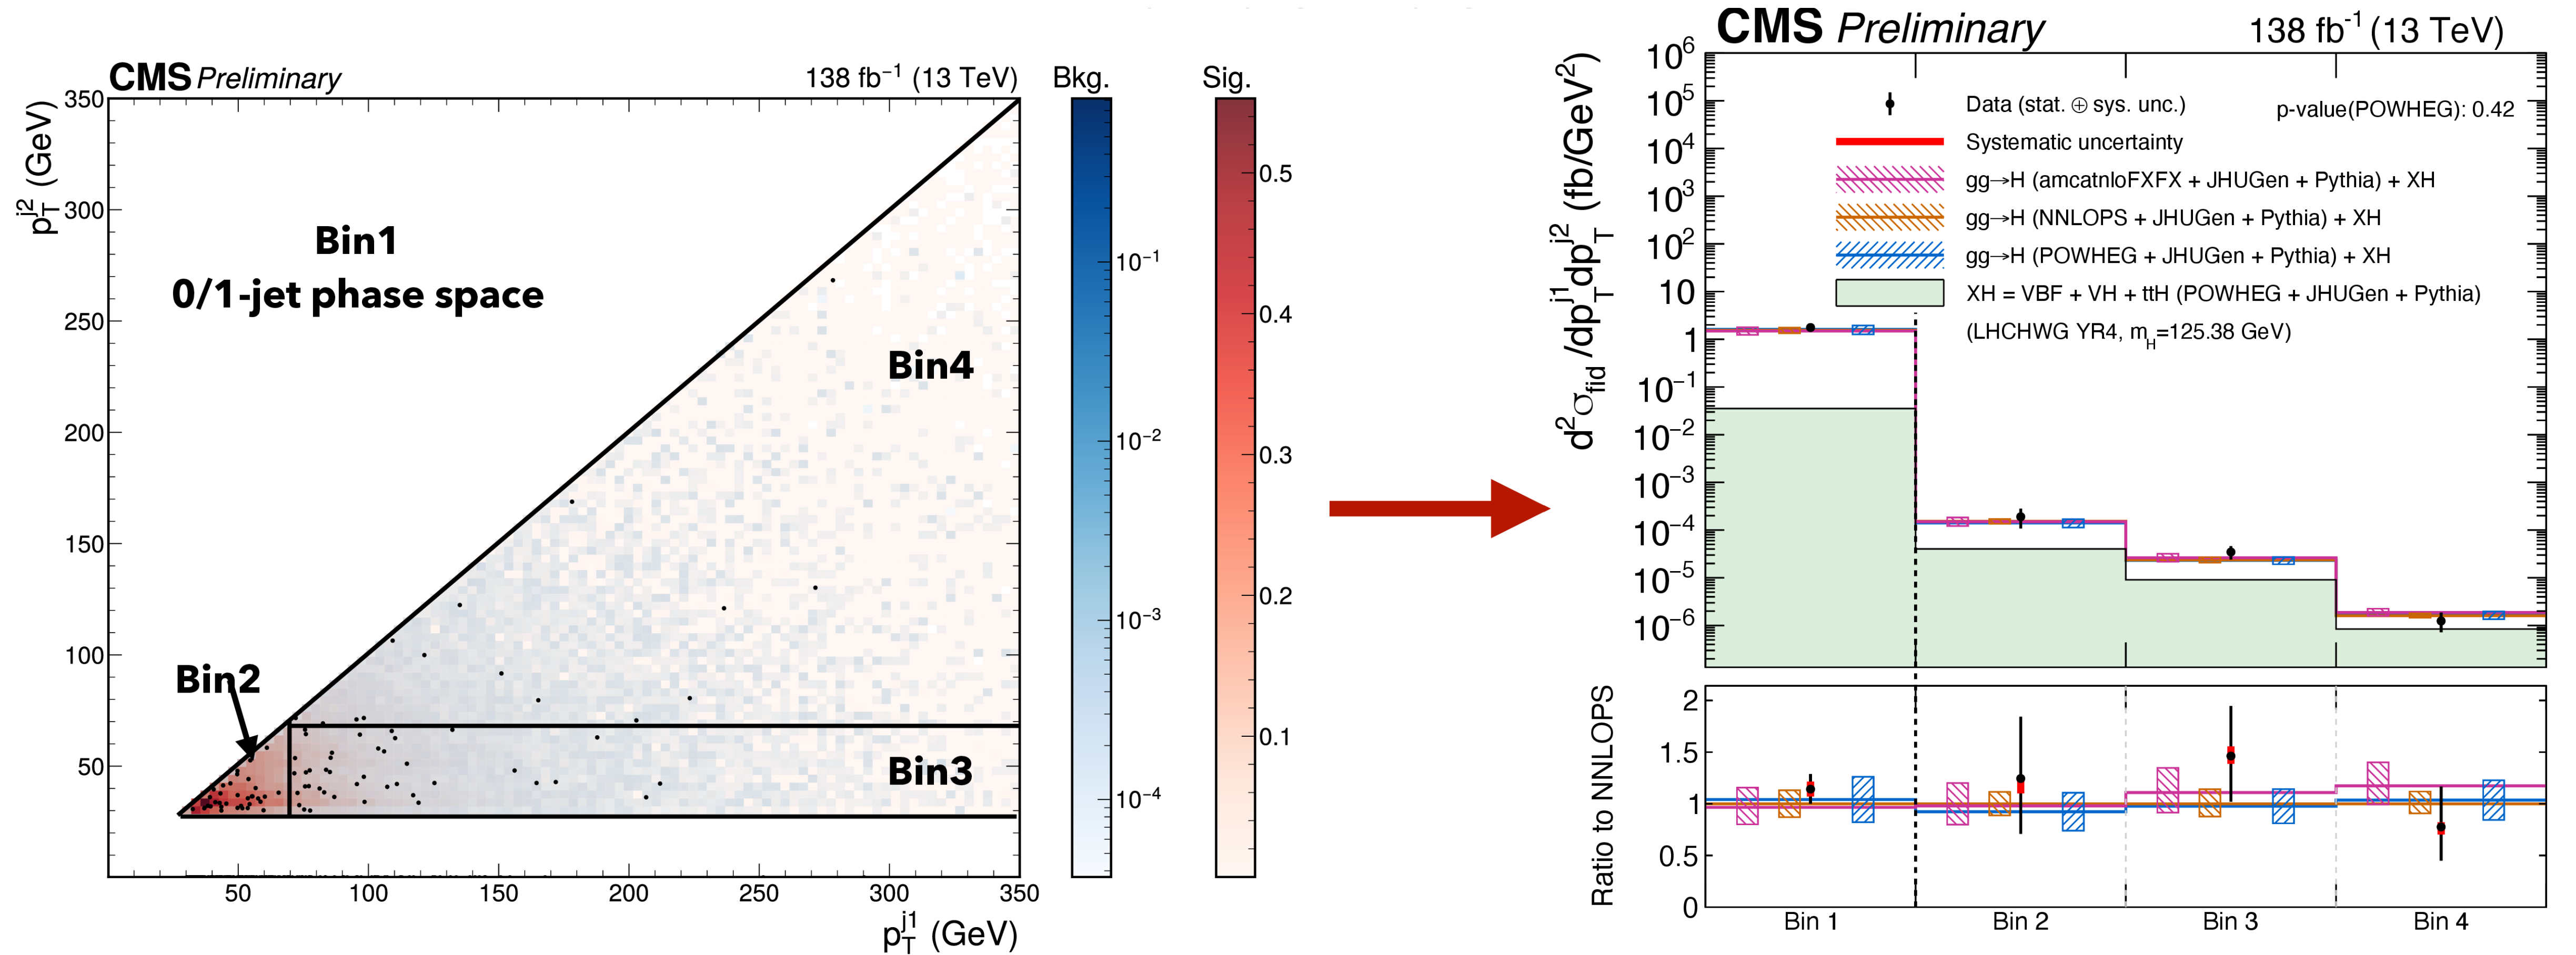 CMS Preliminary
138 fb⁻¹ (13 TeV)
Bkg.
Sig.
p_T^{j2} (GeV)
350
300
250
200
150
100
50
Bin1
0/1-jet phase space
Bin4
Bin2
Bin3
50 100 150 200 250 300 350
p_T^{j1} (GeV)
10⁻¹
10⁻²
10⁻³
10⁻⁴
0.5
0.4
0.3
0.2
0.1
CMS Preliminary
138 fb⁻¹ (13 TeV)
d²σ_fid/dp_T^{j1}dp_T^{j2} (fb/GeV²)
10⁶
10⁵
10⁴
10³
10²
10
1
10⁻¹
10⁻²
10⁻³
10⁻⁴
10⁻⁵
10⁻⁶
Data (stat. ⊕ sys. unc.)
p-value(POWHEG): 0.42
Systematic uncertainty
gg→H (amcatnloFXFX + JHUGen + Pythia) + XH
gg→H (NNLOPS + JHUGen + Pythia) + XH
gg→H (POWHEG + JHUGen + Pythia) + XH
XH = VBF + VH + ttH (POWHEG + JHUGen + Pythia)
(LHCHWG YR4, m_H=125.38 GeV)
Ratio to NNLOPS
2
1.5
1
0.5
0
Bin 1 Bin 2 Bin 3 Bin 4